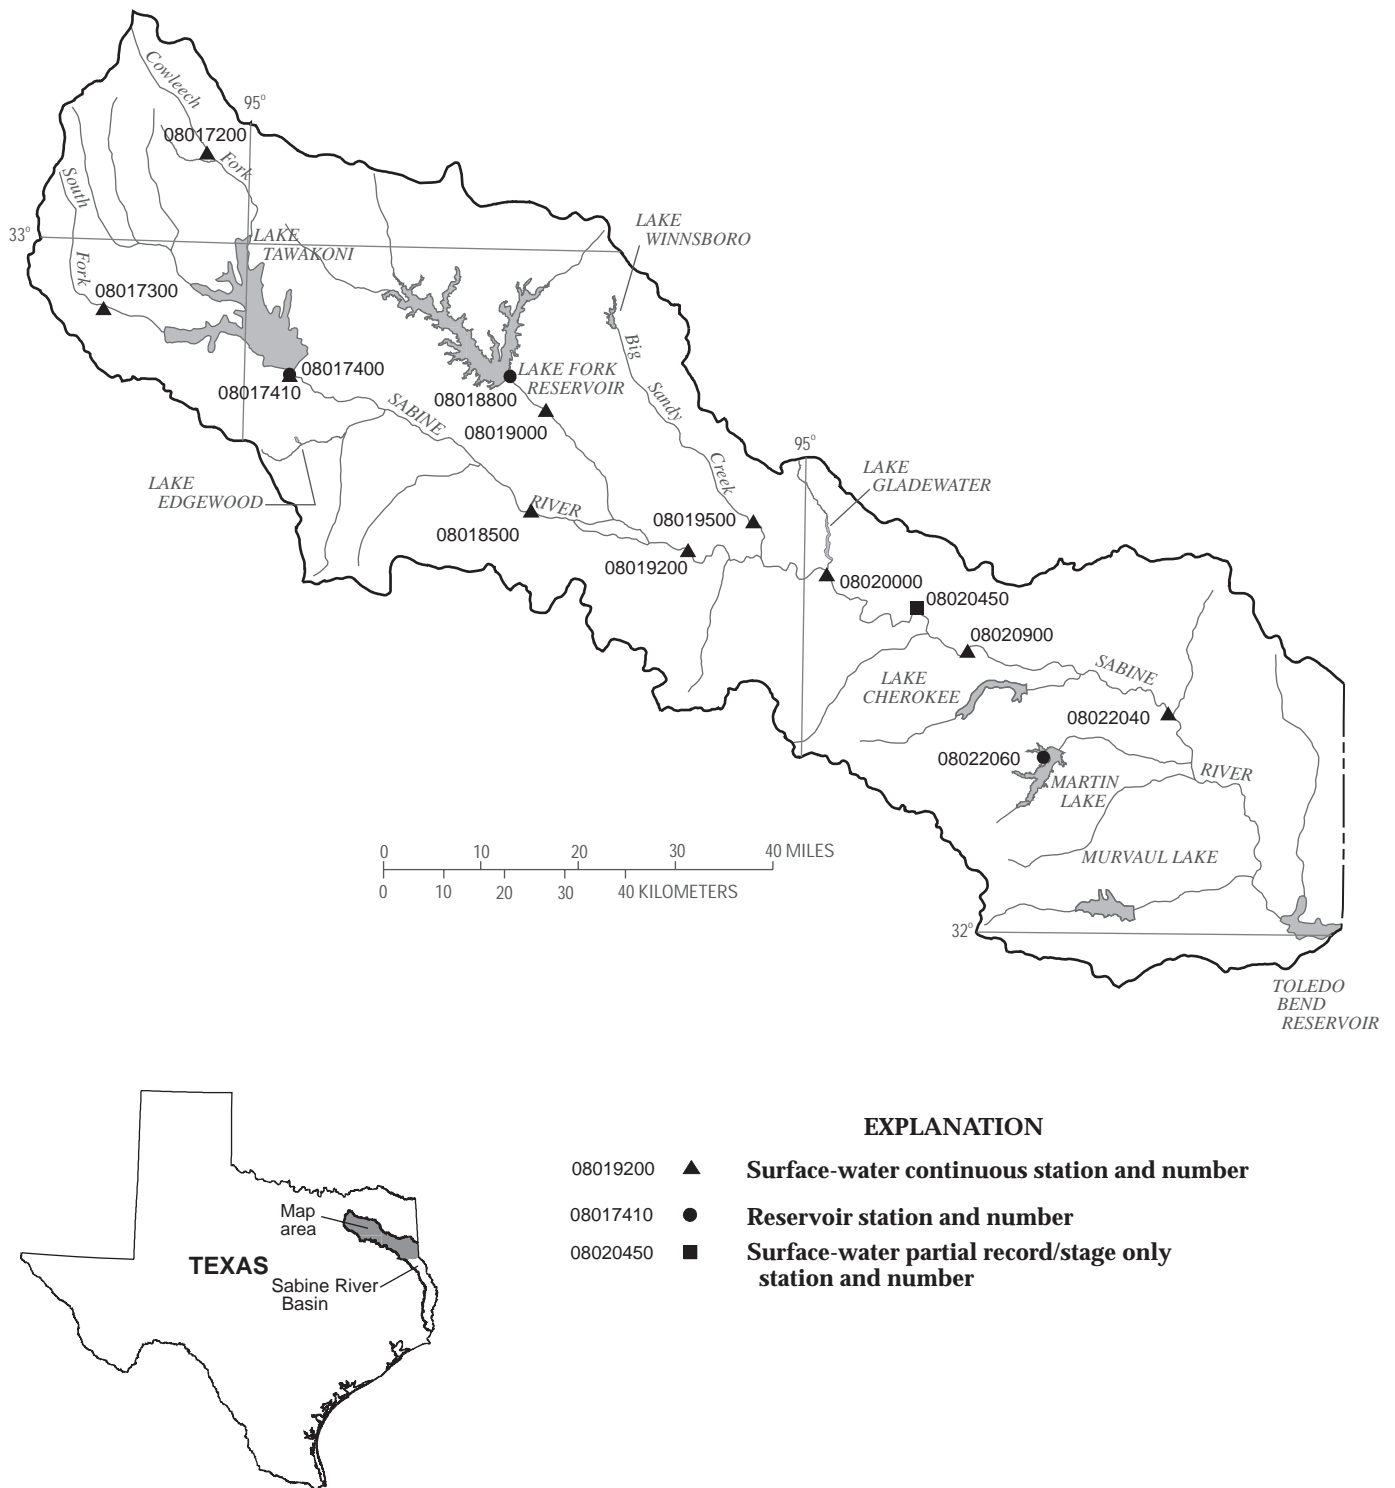 Cowleech
95°
08017200
Fork
South
33°
LAKE
TAWAKONI
LAKE
WINNSBORO
Fork
08017300
Big
08017400
LAKE FORK
RESERVOIR
08017410
08018800
SABINE
Sandy
08019000
95°
Creek
LAKE
GLADEWATER
LAKE
EDGEWOOD
RIVER
08019500
08018500
08019200
08020000
08020450
08020900
SABINE
LAKE
CHEROKEE
08022040
08022060
RIVER
MARTIN
LAKE
0 10 20 30 40 MILES
0 10 20 30 40 KILOMETERS
MURVAUL LAKE
32°
TOLEDO
BEND
RESERVOIR
Map
area
TEXAS
Sabine River
Basin
EXPLANATION
08019200 Surface-water continuous station and number
08017410 Reservoir station and number
08020450 Surface-water partial record/stage only
station and number